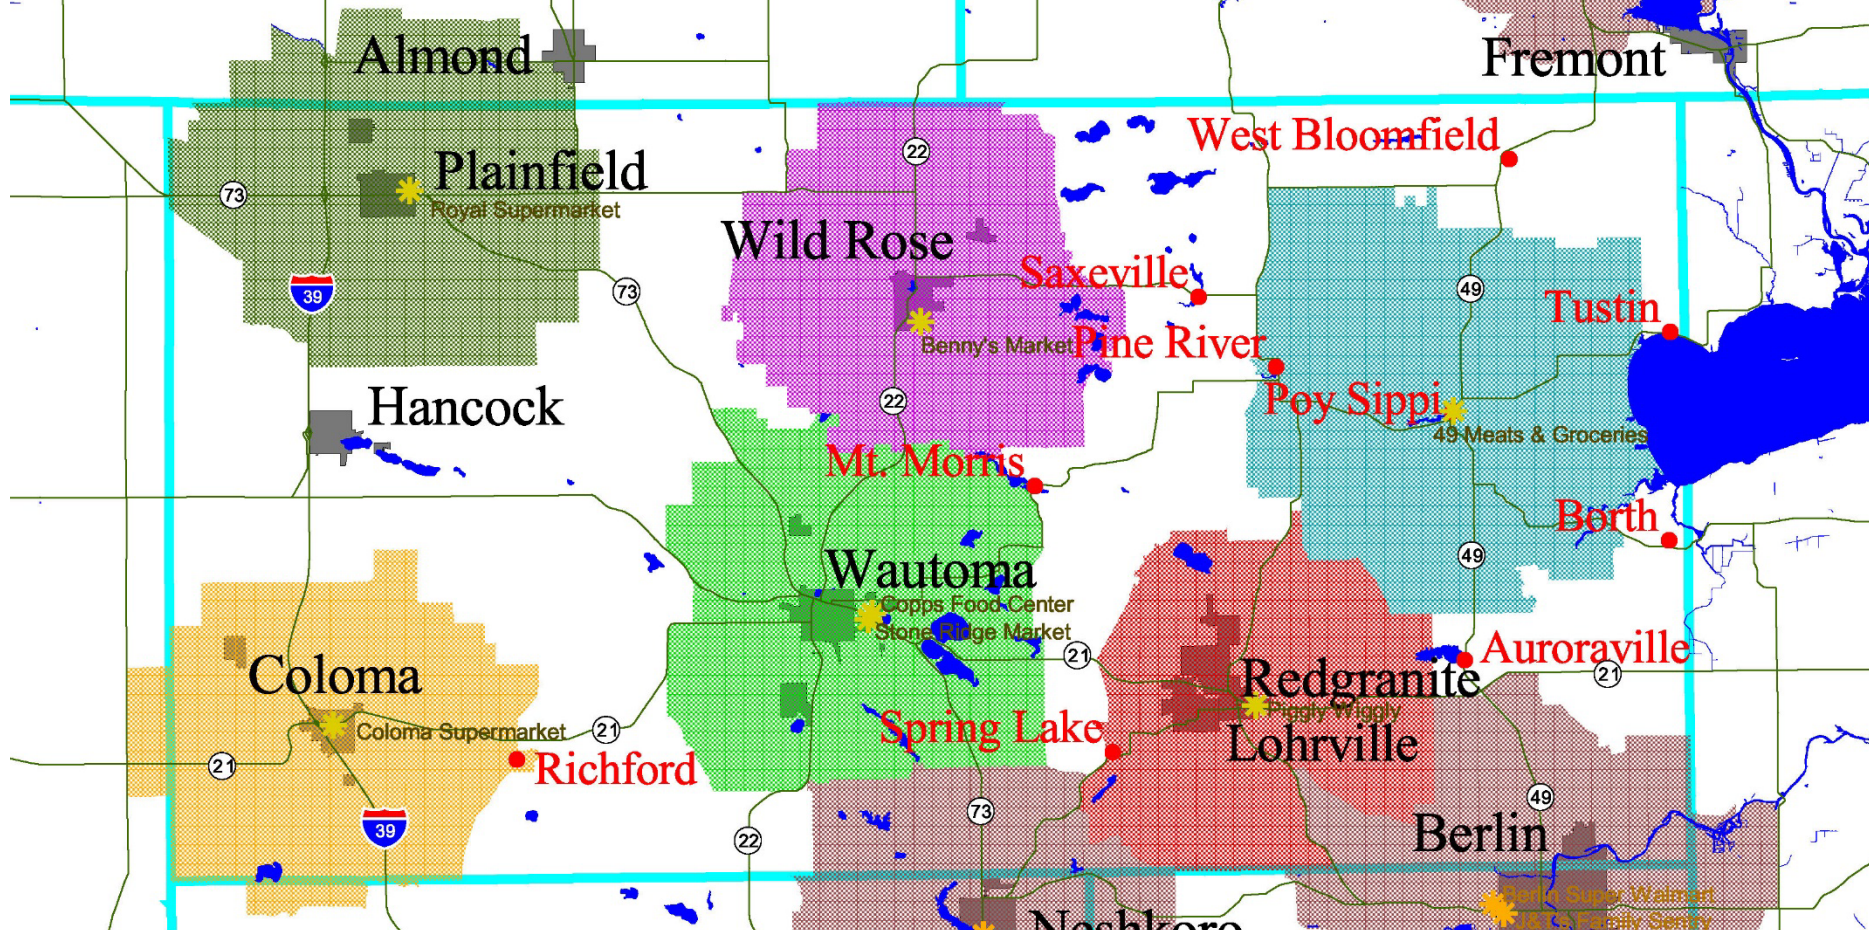 Almond
Fremont
West Bloomfield
22
Plainfield
73
Royal Supermarket
Wild Rose
Saxeville
39
73
49
Tustin
Benny's Market
Pine River
Hancock
22
Poy Sippi
49 Meats & Groceries
Mt. Morris
Borth
49
Wautoma
Copps Food Center
Stone Ridge Market
21
Auroraville
Coloma
Redgranite
21
Piggly Wiggly
Coloma Supermarket
21
Spring Lake
Lohrville
21
Richford
39
22
73
49
Berlin
Berlin Super Walmart
Family Sentry
Neshkoro